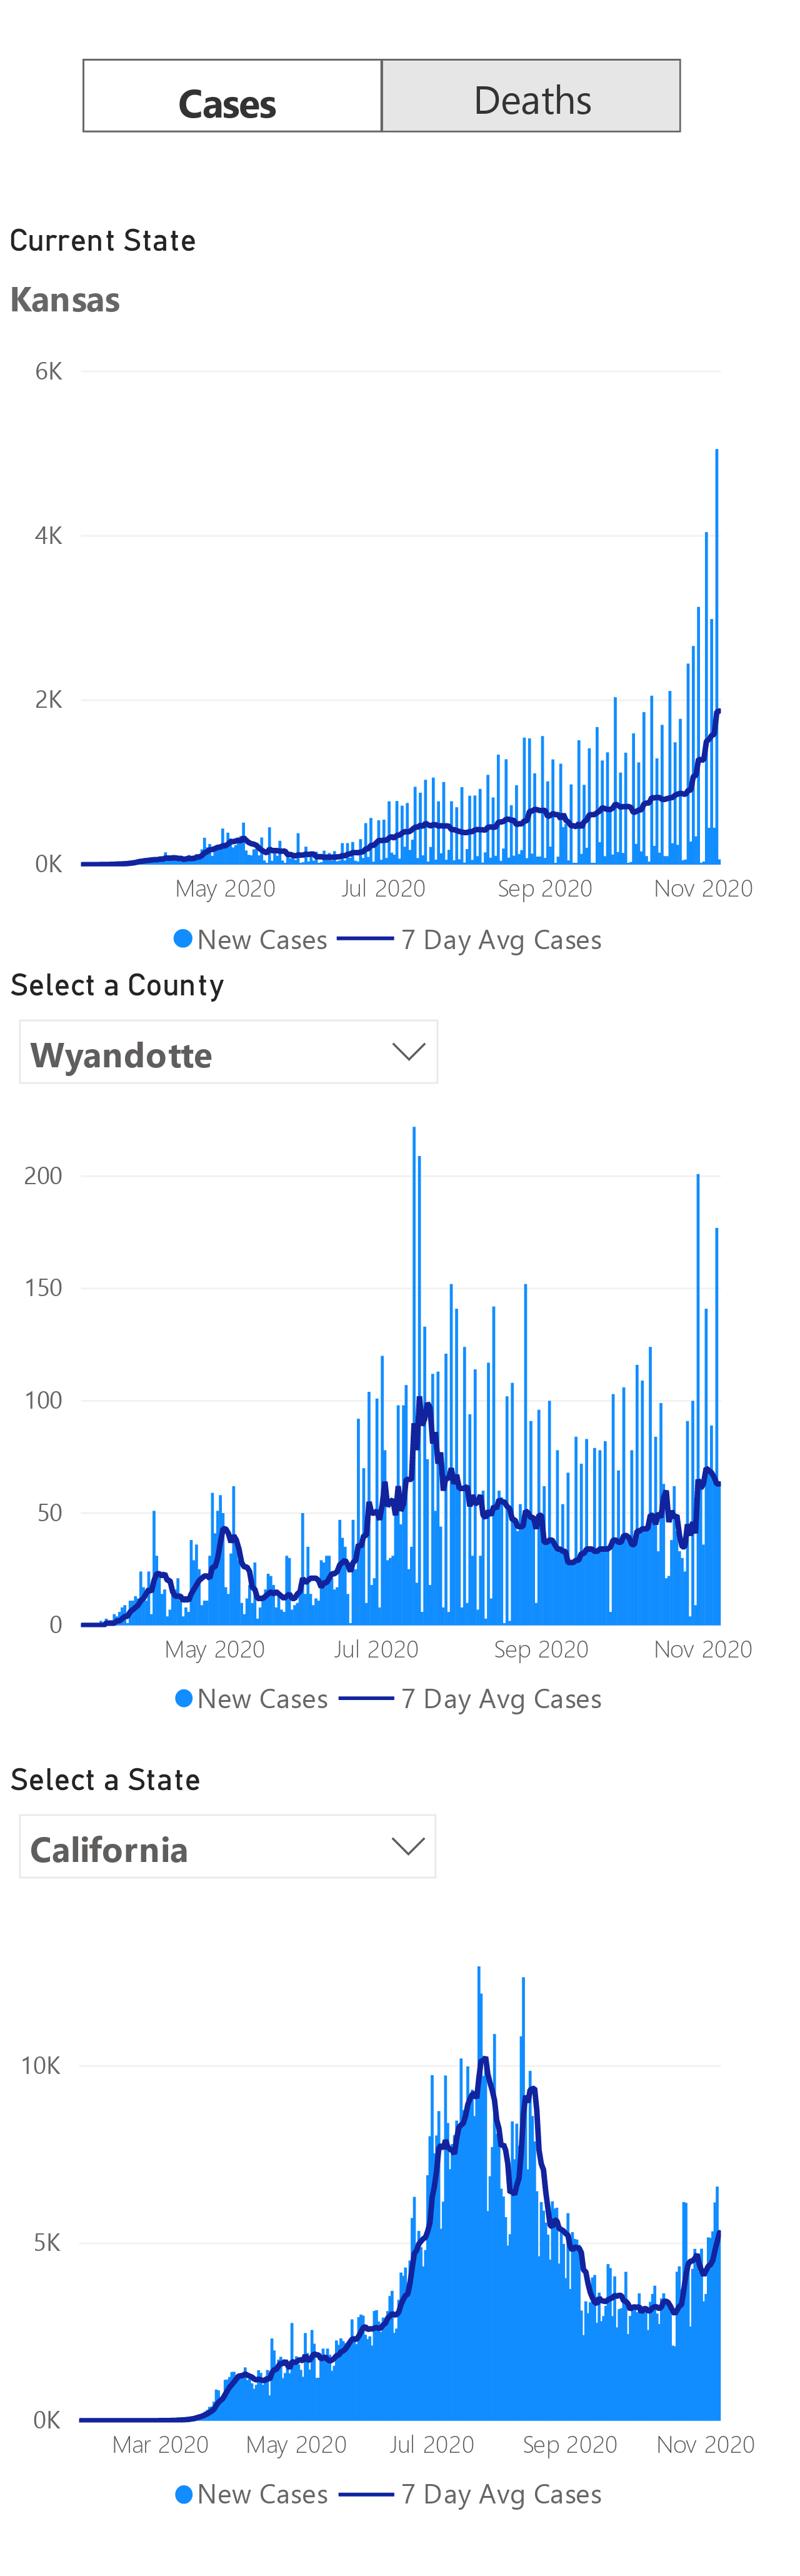 Cases Deaths
Current State
Kansas
6K
4K
2K
0K
May 2020 Jul 2020 Sep 2020 Nov 2020
New Cases 7 Day Avg Cases
Select a County
Wyandotte
200
150
100
50
0
May 2020 Jul 2020 Sep 2020 Nov 2020
New Cases 7 Day Avg Cases
Select a State
California
10K
5K
0K
Mar 2020 May 2020 Jul 2020 Sep 2020 Nov 2020
New Cases 7 Day Avg Cases